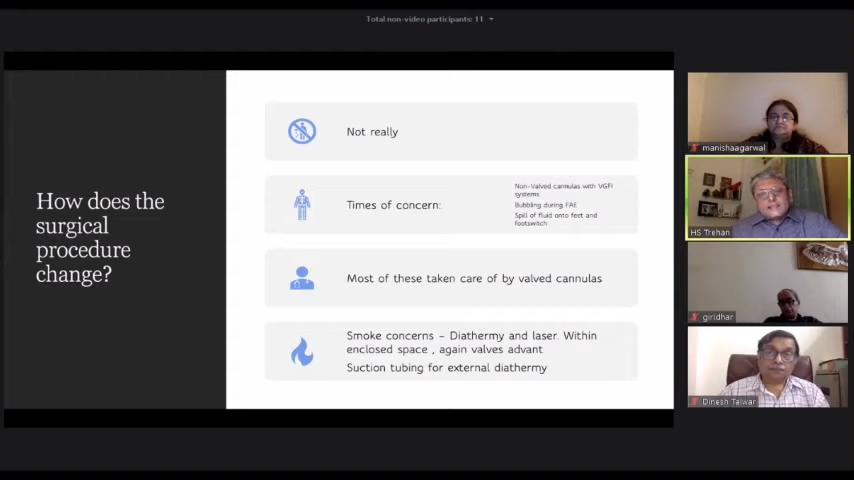 Total non-video participants: 11
How does the
surgical
procedure
change?
Not really
Times of concern:
Non-Valved cannulas with VGFI
systems
Bubbling during FAE
Spill of fluid onto feet and
footswitch
Most of these taken care of by valved cannulas
Smoke concerns – Diathermy and laser. Within
enclosed space , again valves advant
Suction tubing for external diathermy
manishaagarwal
HS Trehan
giridhar
Dinesh Talwar